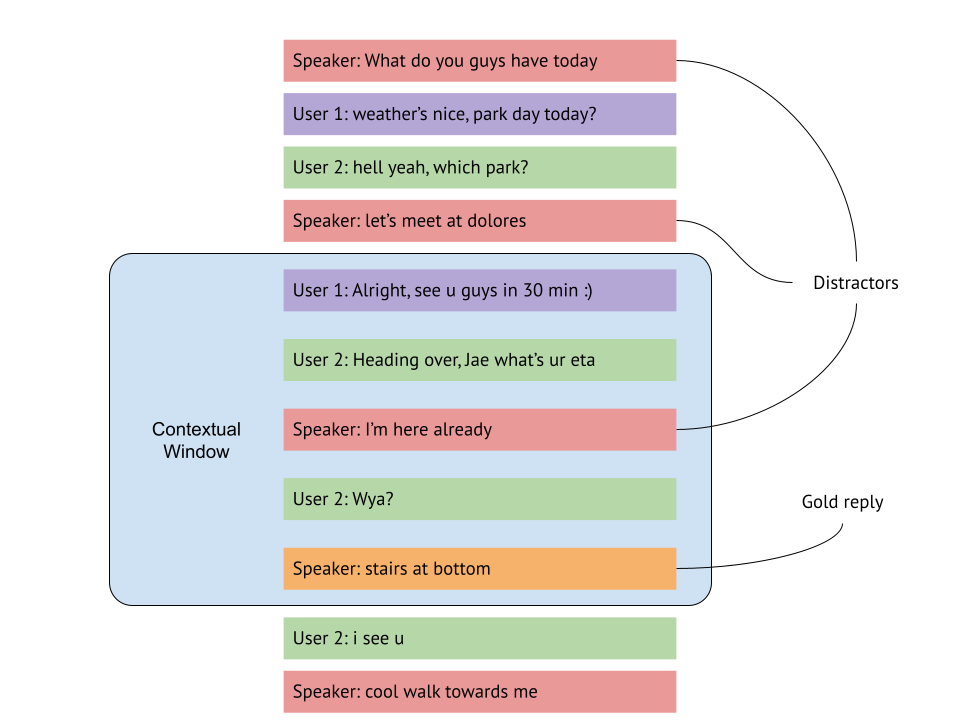 Speaker: What do you guys have today
User 1: weather’s nice, park day today?
User 2: hell yeah, which park?
Speaker: let’s meet at dolores
User 1: Alright, see u guys in 30 min :)
Distractors
User 2: Heading over, Jae what’s ur eta
Contextual
Window
Speaker: I’m here already
User 2: Wya?
Gold reply
Speaker: stairs at bottom
User 2: i see u
Speaker: cool walk towards me